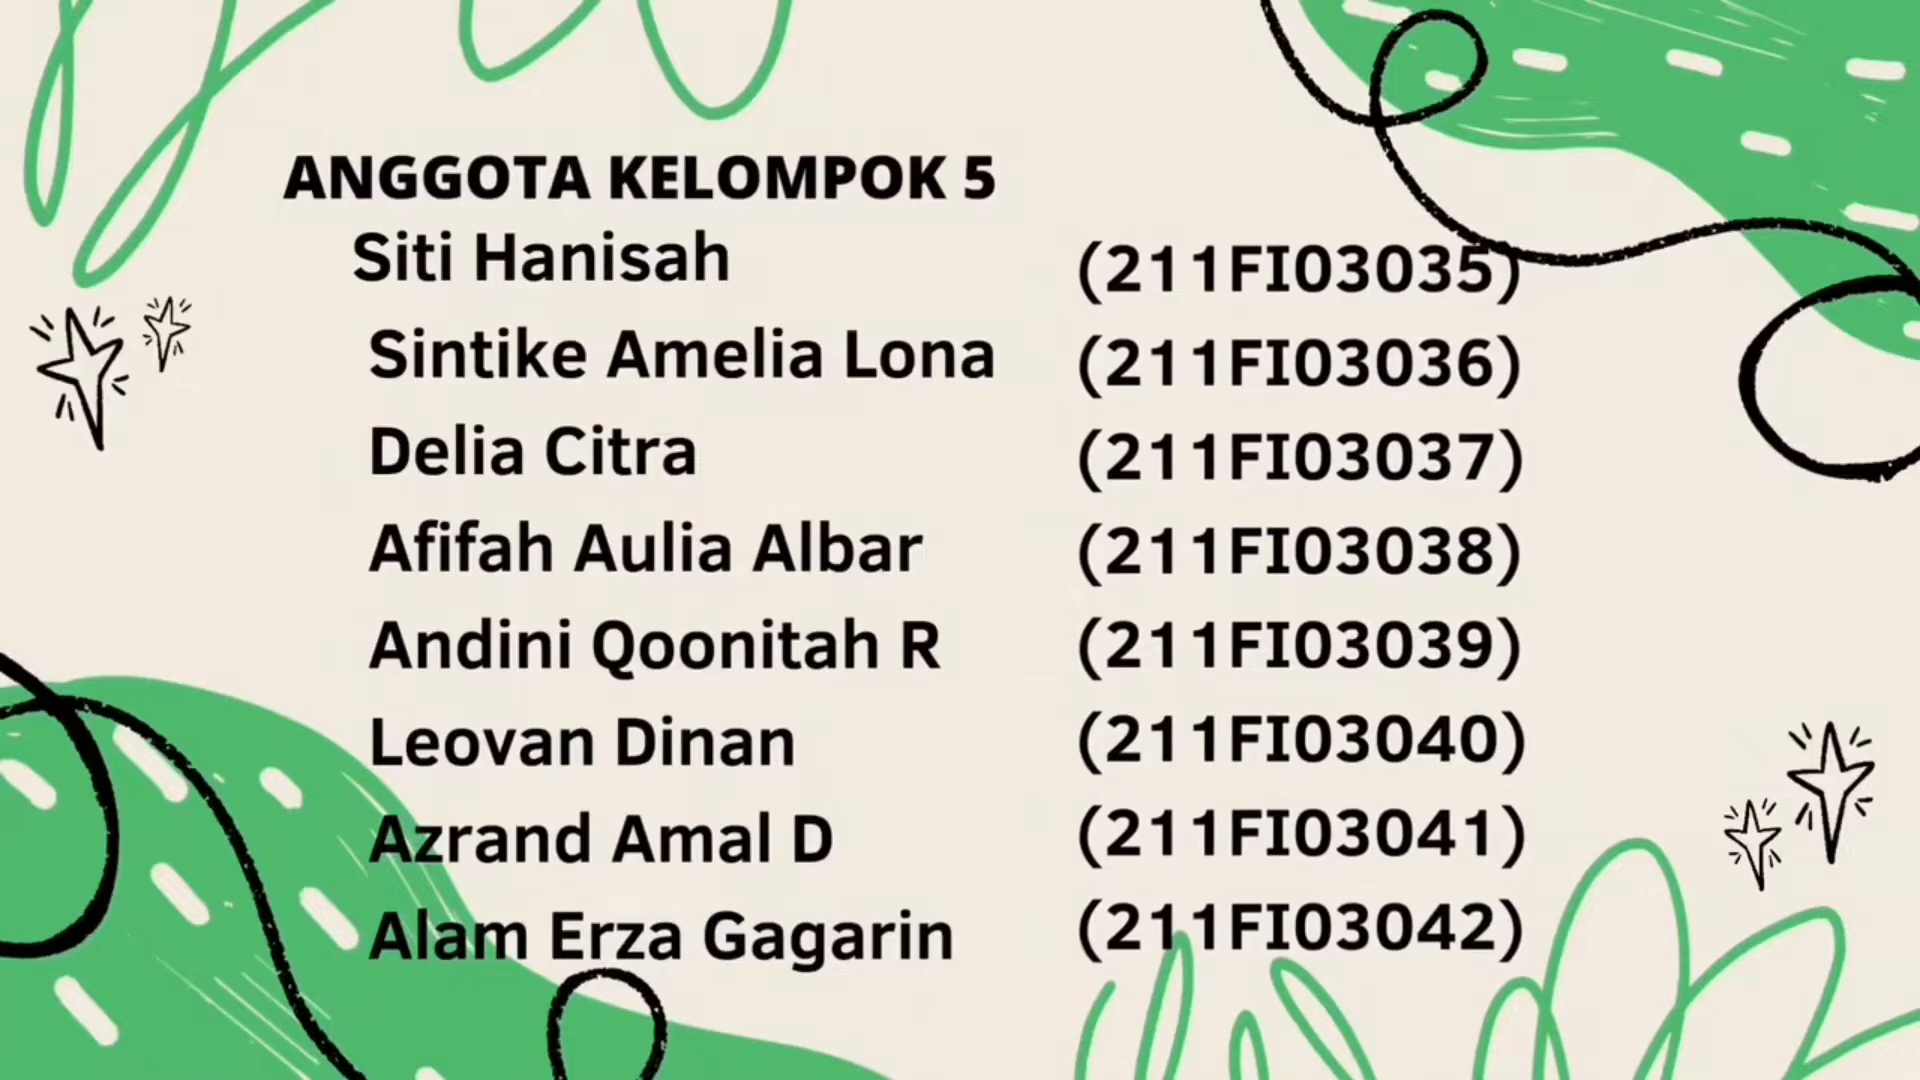 ANGGOTA KELOMPOK 5
Siti Hanisah (211FI03035)
Sintike Amelia Lona (211FI03036)
Delia Citra (211FI03037)
Afifah Aulia Albar (211FI03038)
Andini Qoonitah R (211FI03039)
Leovan Dinan (211FI03040)
Azrand Amal D (211FI03041)
Alam Erza Gagarin (211FI03042)